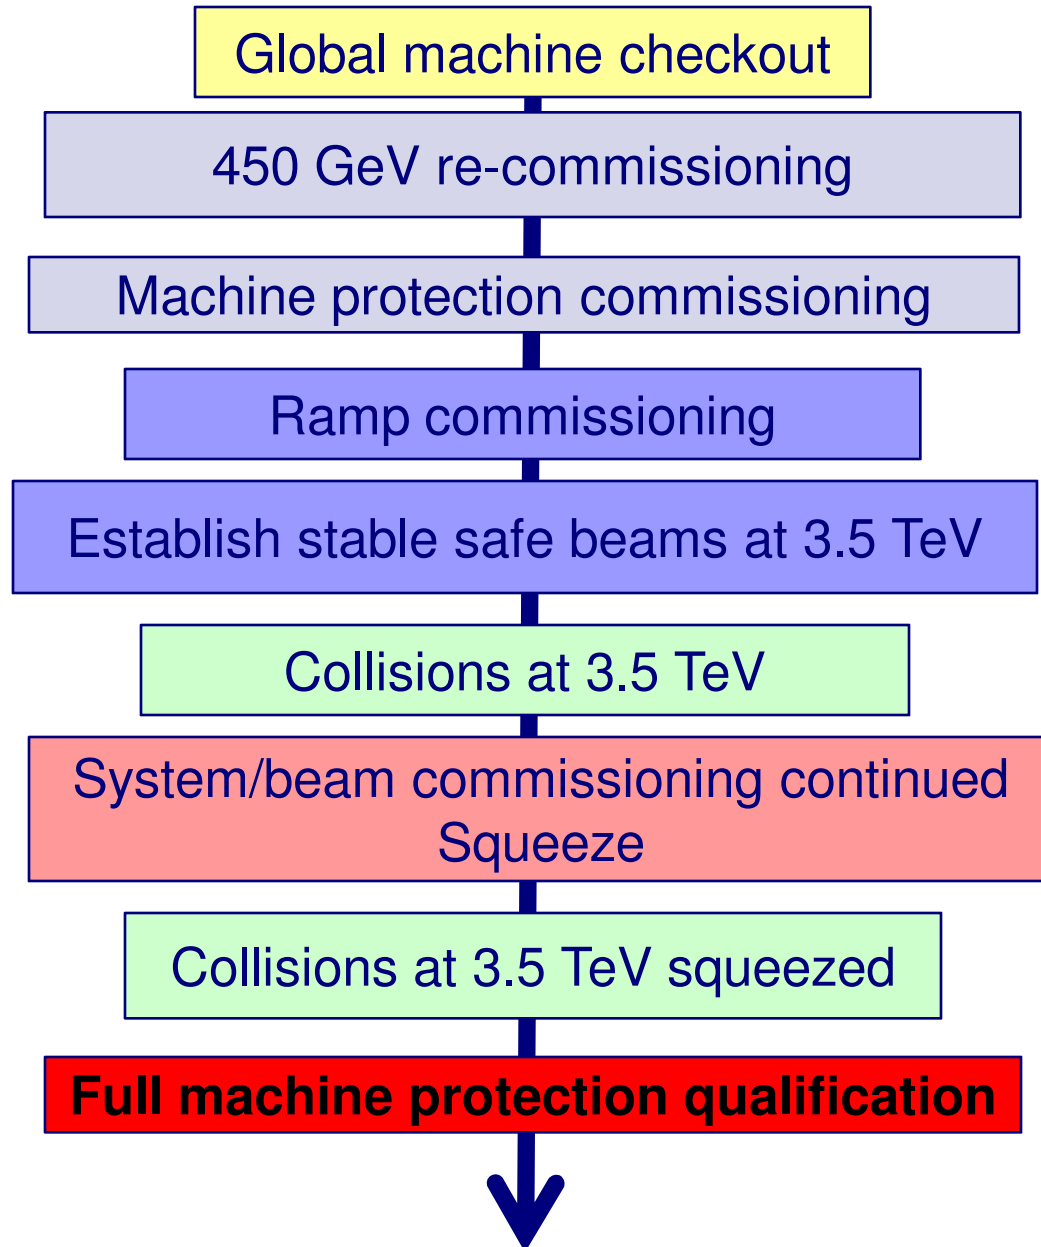 Global machine checkout
450 GeV re-commissioning
Machine protection commissioning
Ramp commissioning
Establish stable safe beams at 3.5 TeV
Collisions at 3.5 TeV
System/beam commissioning continued
Squeeze
Collisions at 3.5 TeV squeezed
Full machine protection qualification